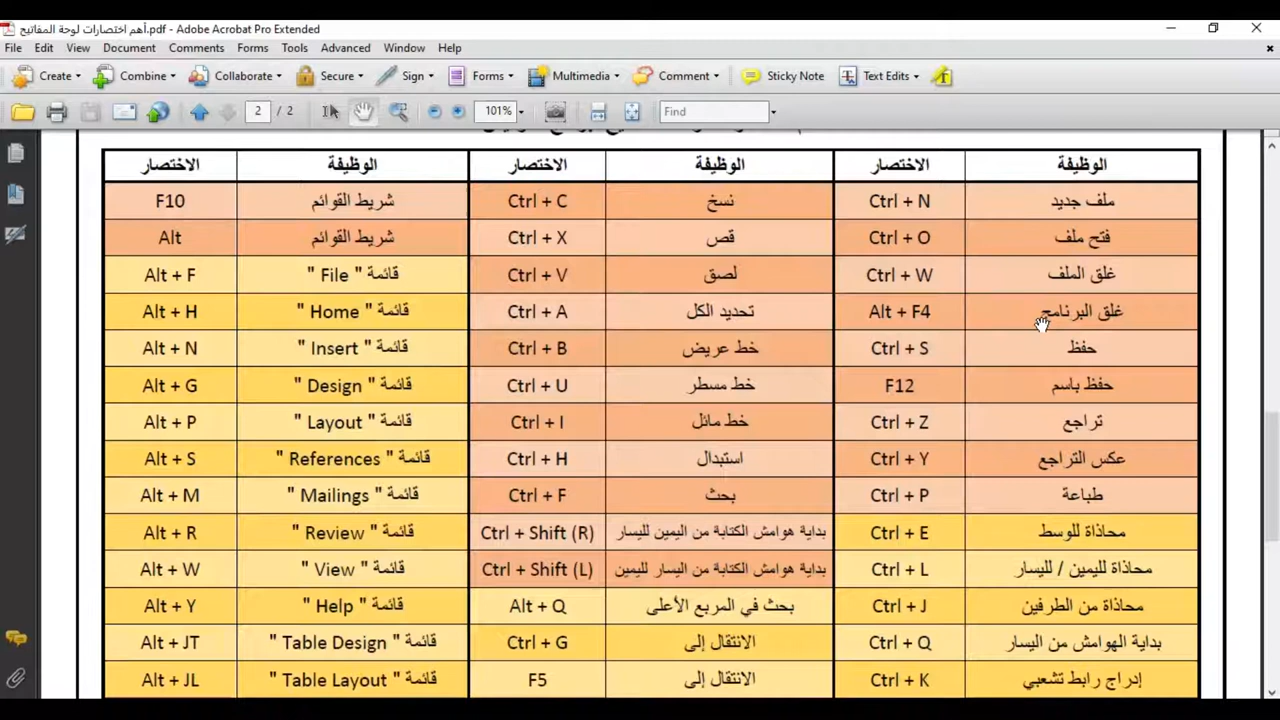 أهم اختصارات لوحة المفاتيح.pdf - Adobe Acrobat Pro Extended
File Edit View Document Comments Forms Tools Advanced Window Help
Create Combine Collaborate Secure Sign Forms Multimedia Comment Sticky Note Text Edits T
2 / 2 101% Find
الوظيفة الاختصار الوظيفة الاختصار الوظيفة الاختصار
ملف جديد Ctrl + N نسخ Ctrl + C شريط القوائم F10
فتح ملف Ctrl + O قص Ctrl + X شريط القوائم Alt
غلق الملف Ctrl + W لصق Ctrl + V قائمة " File " Alt + F
غلق البرنامج Alt + F4 تحديد الكل Ctrl + A قائمة " Home " Alt + H
حفظ Ctrl + S خط عريض Ctrl + B قائمة " Insert " Alt + N
حفظ باسم F12 خط مسطر Ctrl + U قائمة " Design " Alt + G
تراجع Ctrl + Z خط مائل Ctrl + I قائمة " Layout " Alt + P
عكس التراجع Ctrl + Y استبدال Ctrl + H قائمة " References " Alt + S
طباعة Ctrl + P بحث Ctrl + F قائمة " Mailings " Alt + M
محاذاة للوسط Ctrl + E بداية هوامش الكتابة من اليمين لليسار Ctrl + Shift (R) قائمة " Review " Alt + R
محاذاة لليمين / لليسار Ctrl + L بداية هوامش الكتابة من اليسار لليمين Ctrl + Shift (L) قائمة " View " Alt + W
محاذاة من الطرفين Ctrl + J بحث في المربع الأعلى Alt + Q قائمة " Help " Alt + Y
بداية الهوامش من اليسار Ctrl + Q الانتقال إلى Ctrl + G قائمة " Table Design " Alt + JT
إدراج رابط تشعبي Ctrl + K الانتقال إلى F5 قائمة " Table Layout " Alt + JL